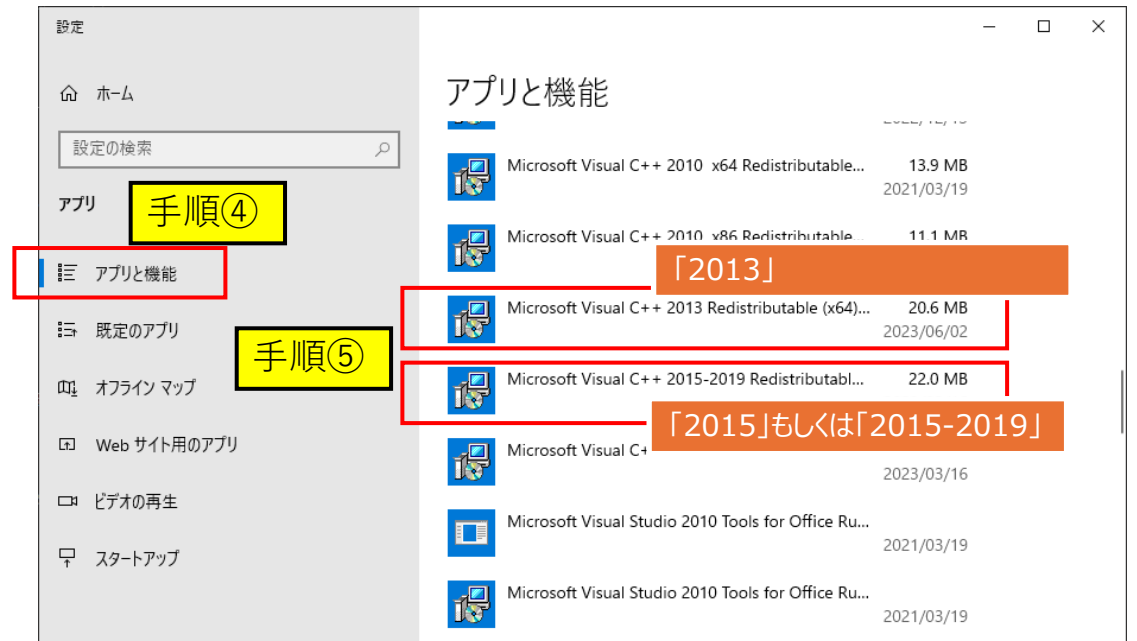 設定
ホーム
設定の検索
アプリ
手順④
アプリと機能
既定のアプリ
手順⑤
オフライン マップ
Web サイト用のアプリ
ビデオの再生
スタートアップ
アプリと機能
Microsoft Visual C++ 2010 x64 Redistributable... 13.9 MB
2021/03/19
Microsoft Visual C++ 2010 x86 Redistributable... 11.1 MB
「2013」
Microsoft Visual C++ 2013 Redistributable (x64)... 20.6 MB
2023/06/02
Microsoft Visual C++ 2015-2019 Redistributabl... 22.0 MB
「2015」もしくは「2015-2019」
Microsoft Visual C+
2023/03/16
Microsoft Visual Studio 2010 Tools for Office Ru...
2021/03/19
Microsoft Visual Studio 2010 Tools for Office Ru...
2021/03/19